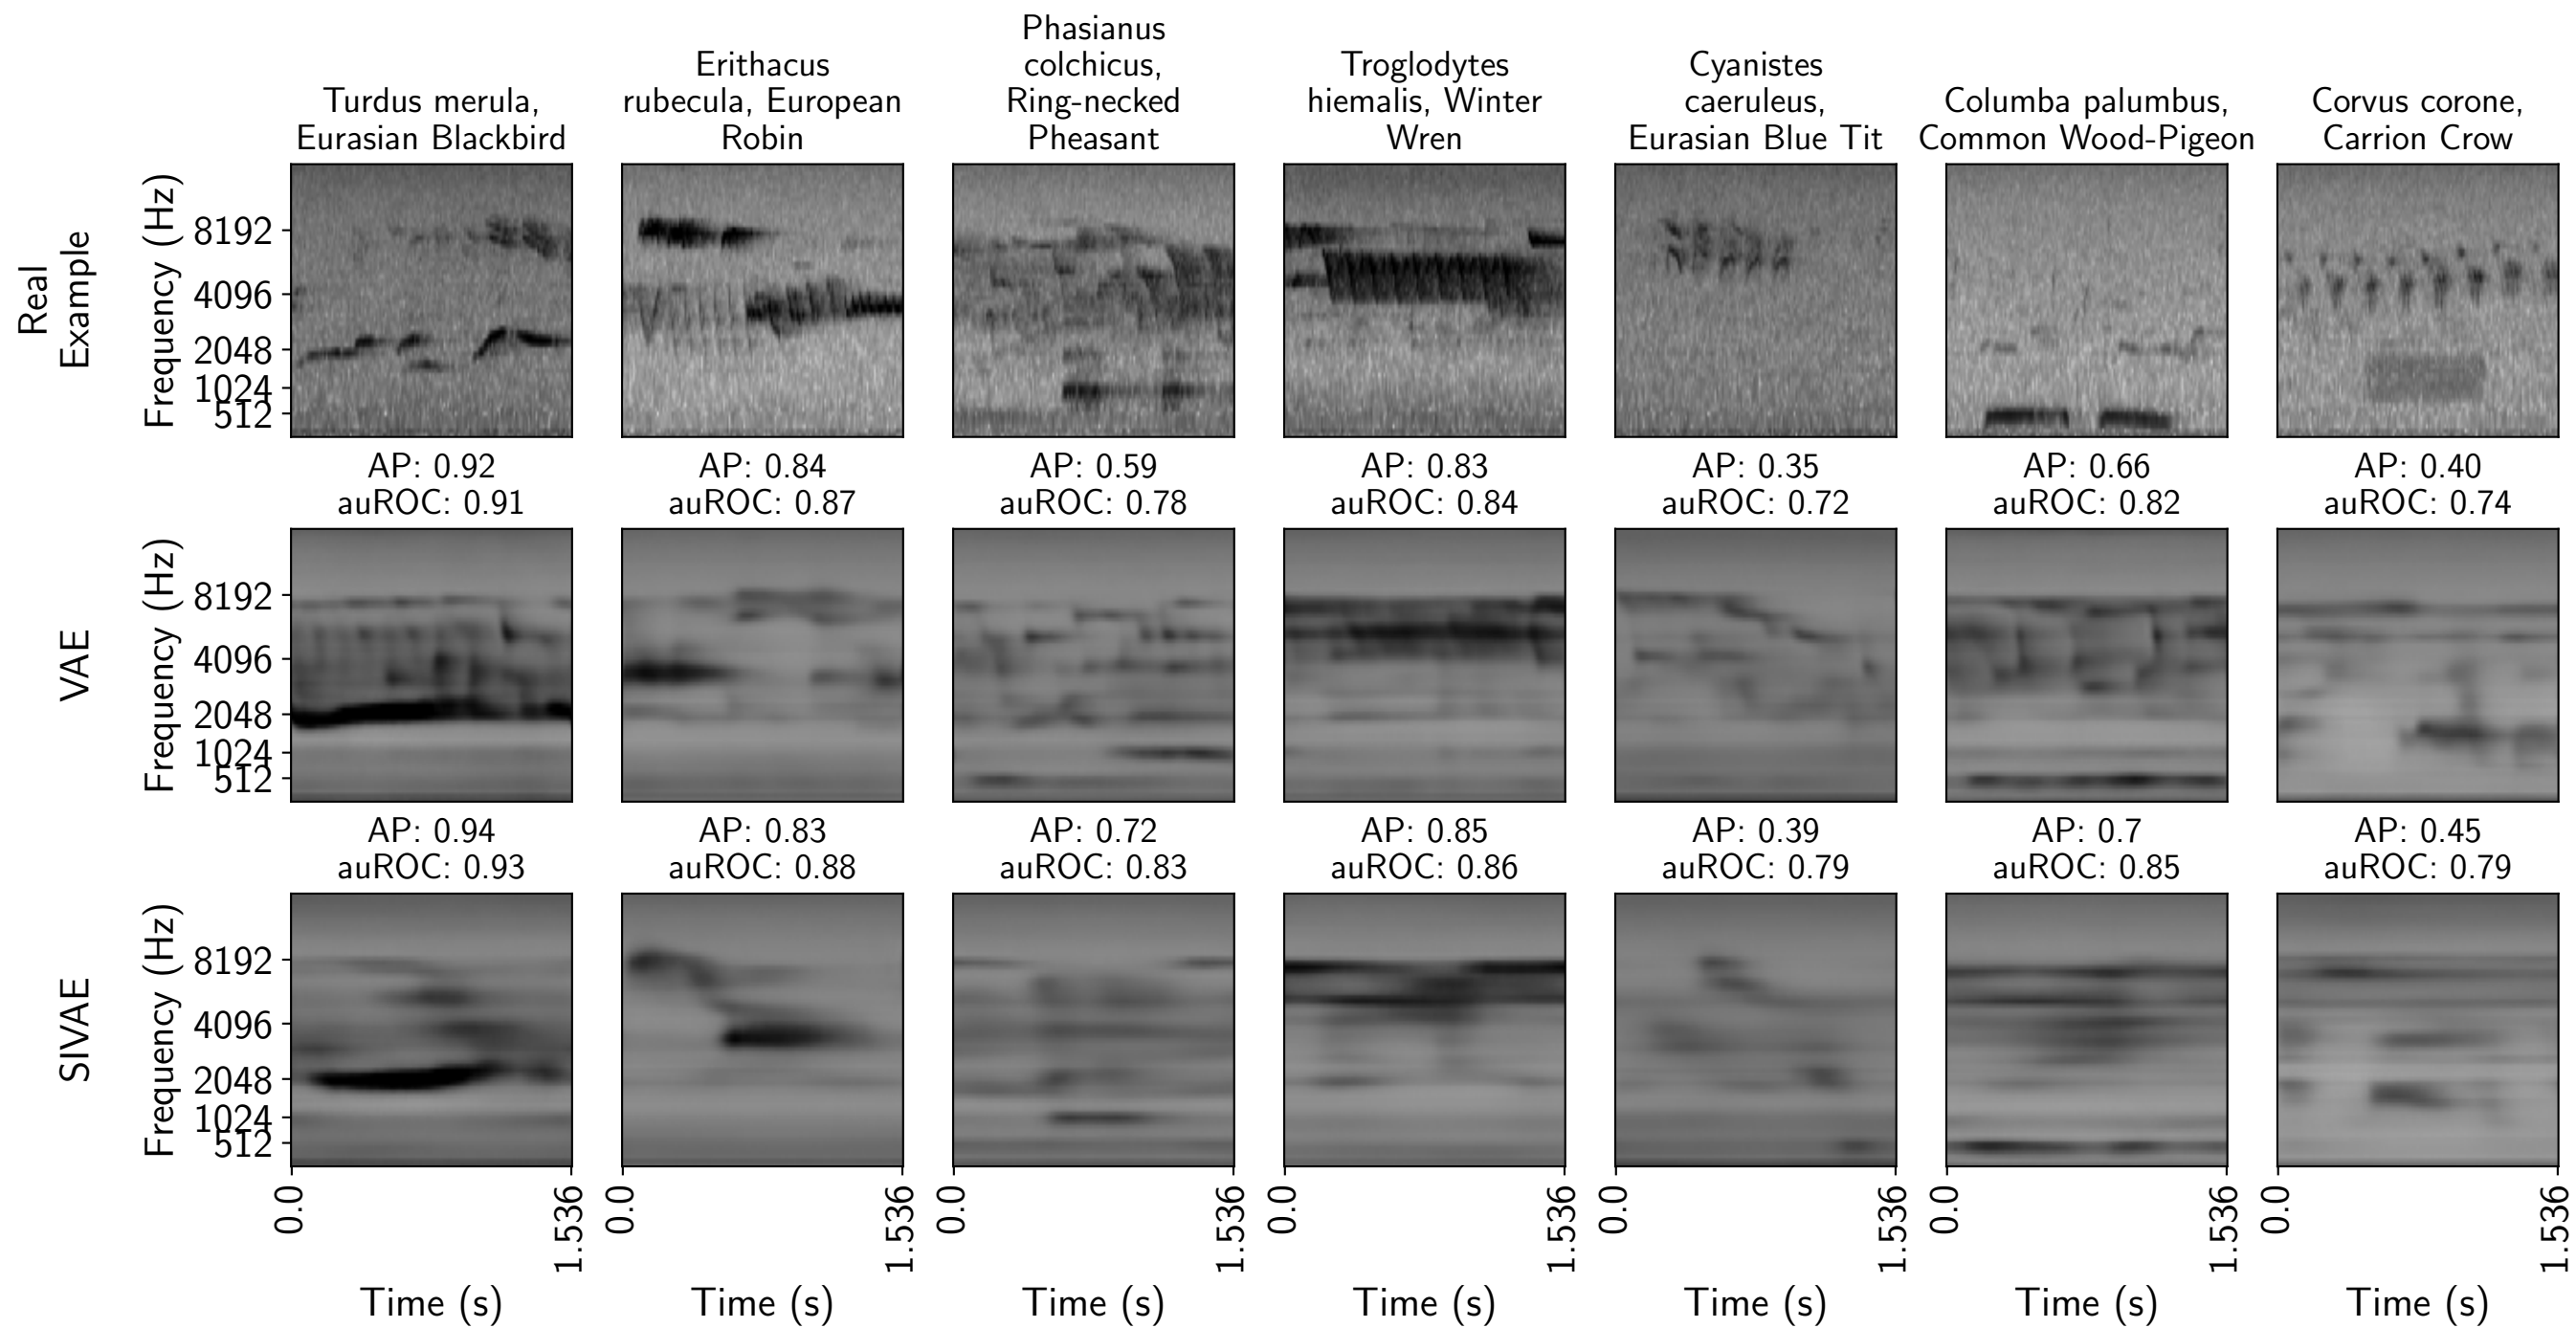 Turdus merula,
Eurasian Blackbird
Erithacus
rubecula, European
Robin
Phasianus
colchicus,
Ring-necked
Pheasant
Troglodytes
hiemalis, Winter
Wren
Cyanistes
caeruleus,
Eurasian Blue Tit
Columba palumbus,
Common Wood-Pigeon
Corvus corone,
Carrion Crow
Real
Example
Frequency (Hz)
8192
4096
2048
1024
512
AP: 0.92
auROC: 0.91
AP: 0.84
auROC: 0.87
AP: 0.59
auROC: 0.78
AP: 0.83
auROC: 0.84
AP: 0.35
auROC: 0.72
AP: 0.66
auROC: 0.82
AP: 0.40
auROC: 0.74
VAE
Frequency (Hz)
8192
4096
2048
1024
512
AP: 0.94
auROC: 0.93
AP: 0.83
auROC: 0.88
AP: 0.72
auROC: 0.83
AP: 0.85
auROC: 0.86
AP: 0.39
auROC: 0.79
AP: 0.7
auROC: 0.85
AP: 0.45
auROC: 0.79
SIVAE
Frequency (Hz)
8192
4096
2048
1024
512
0.0
1.536
0.0
1.536
0.0
1.536
0.0
1.536
0.0
1.536
0.0
1.536
0.0
1.536
Time (s)
Time (s)
Time (s)
Time (s)
Time (s)
Time (s)
Time (s)